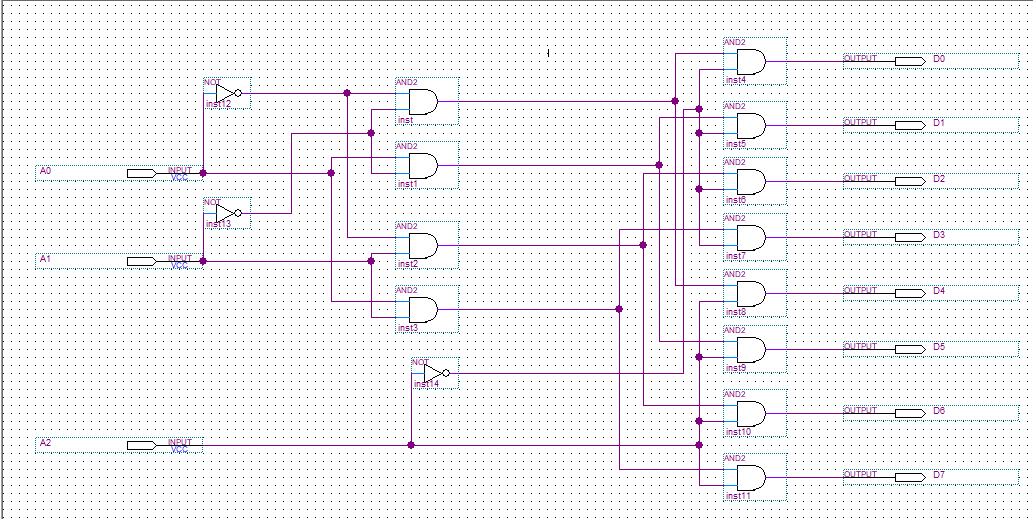 AND2
OUTPUT D0
inst4
NOT
inst12
AND2
inst
AND2
OUTPUT D1
inst5
AND2
inst1
AND2
OUTPUT D2
inst6
A0 INPUT
VCC
NOT
inst13
AND2
OUTPUT D3
inst7
AND2
inst2
A1 INPUT
VCC
AND2
OUTPUT D4
inst8
AND2
inst3
AND2
OUTPUT D5
inst9
NOT
inst14
AND2
OUTPUT D6
inst10
A2 INPUT
VCC
AND2
OUTPUT D7
inst11